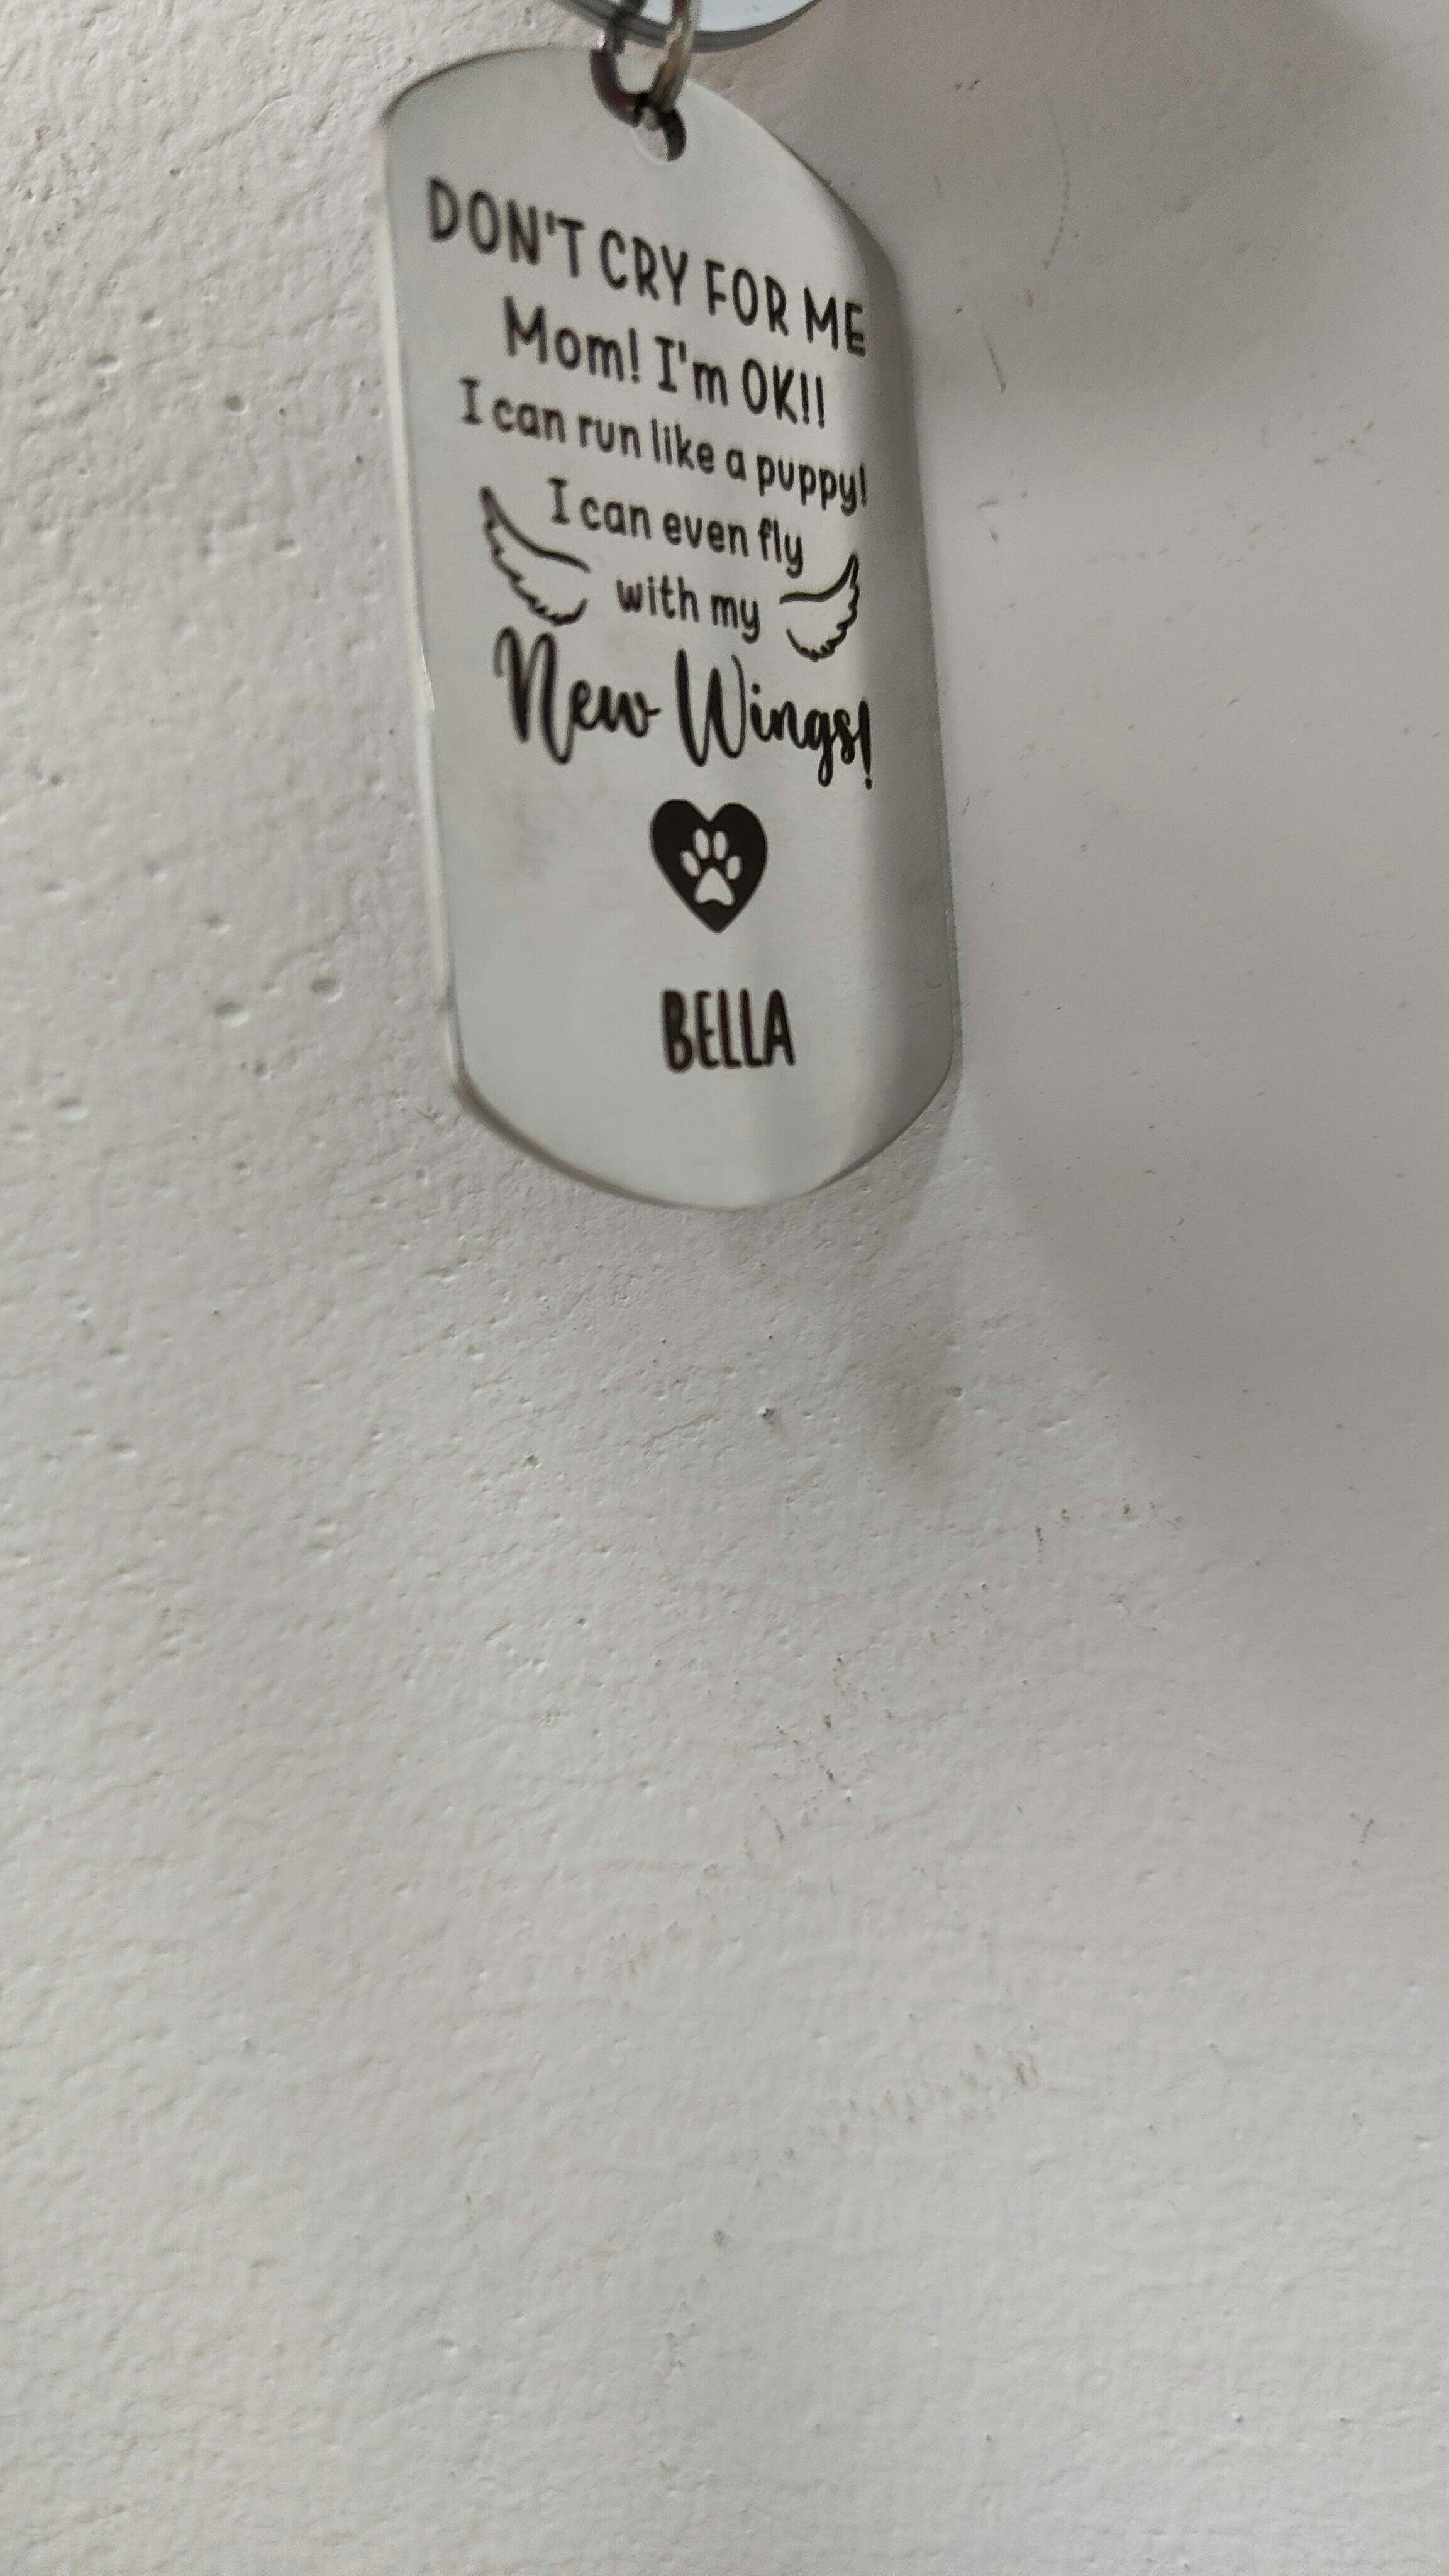 DON'T CRY FOR ME
Mom! I'm OK!!
I can run like a puppy!
I can even fly
with my
New Wings!
BELLA